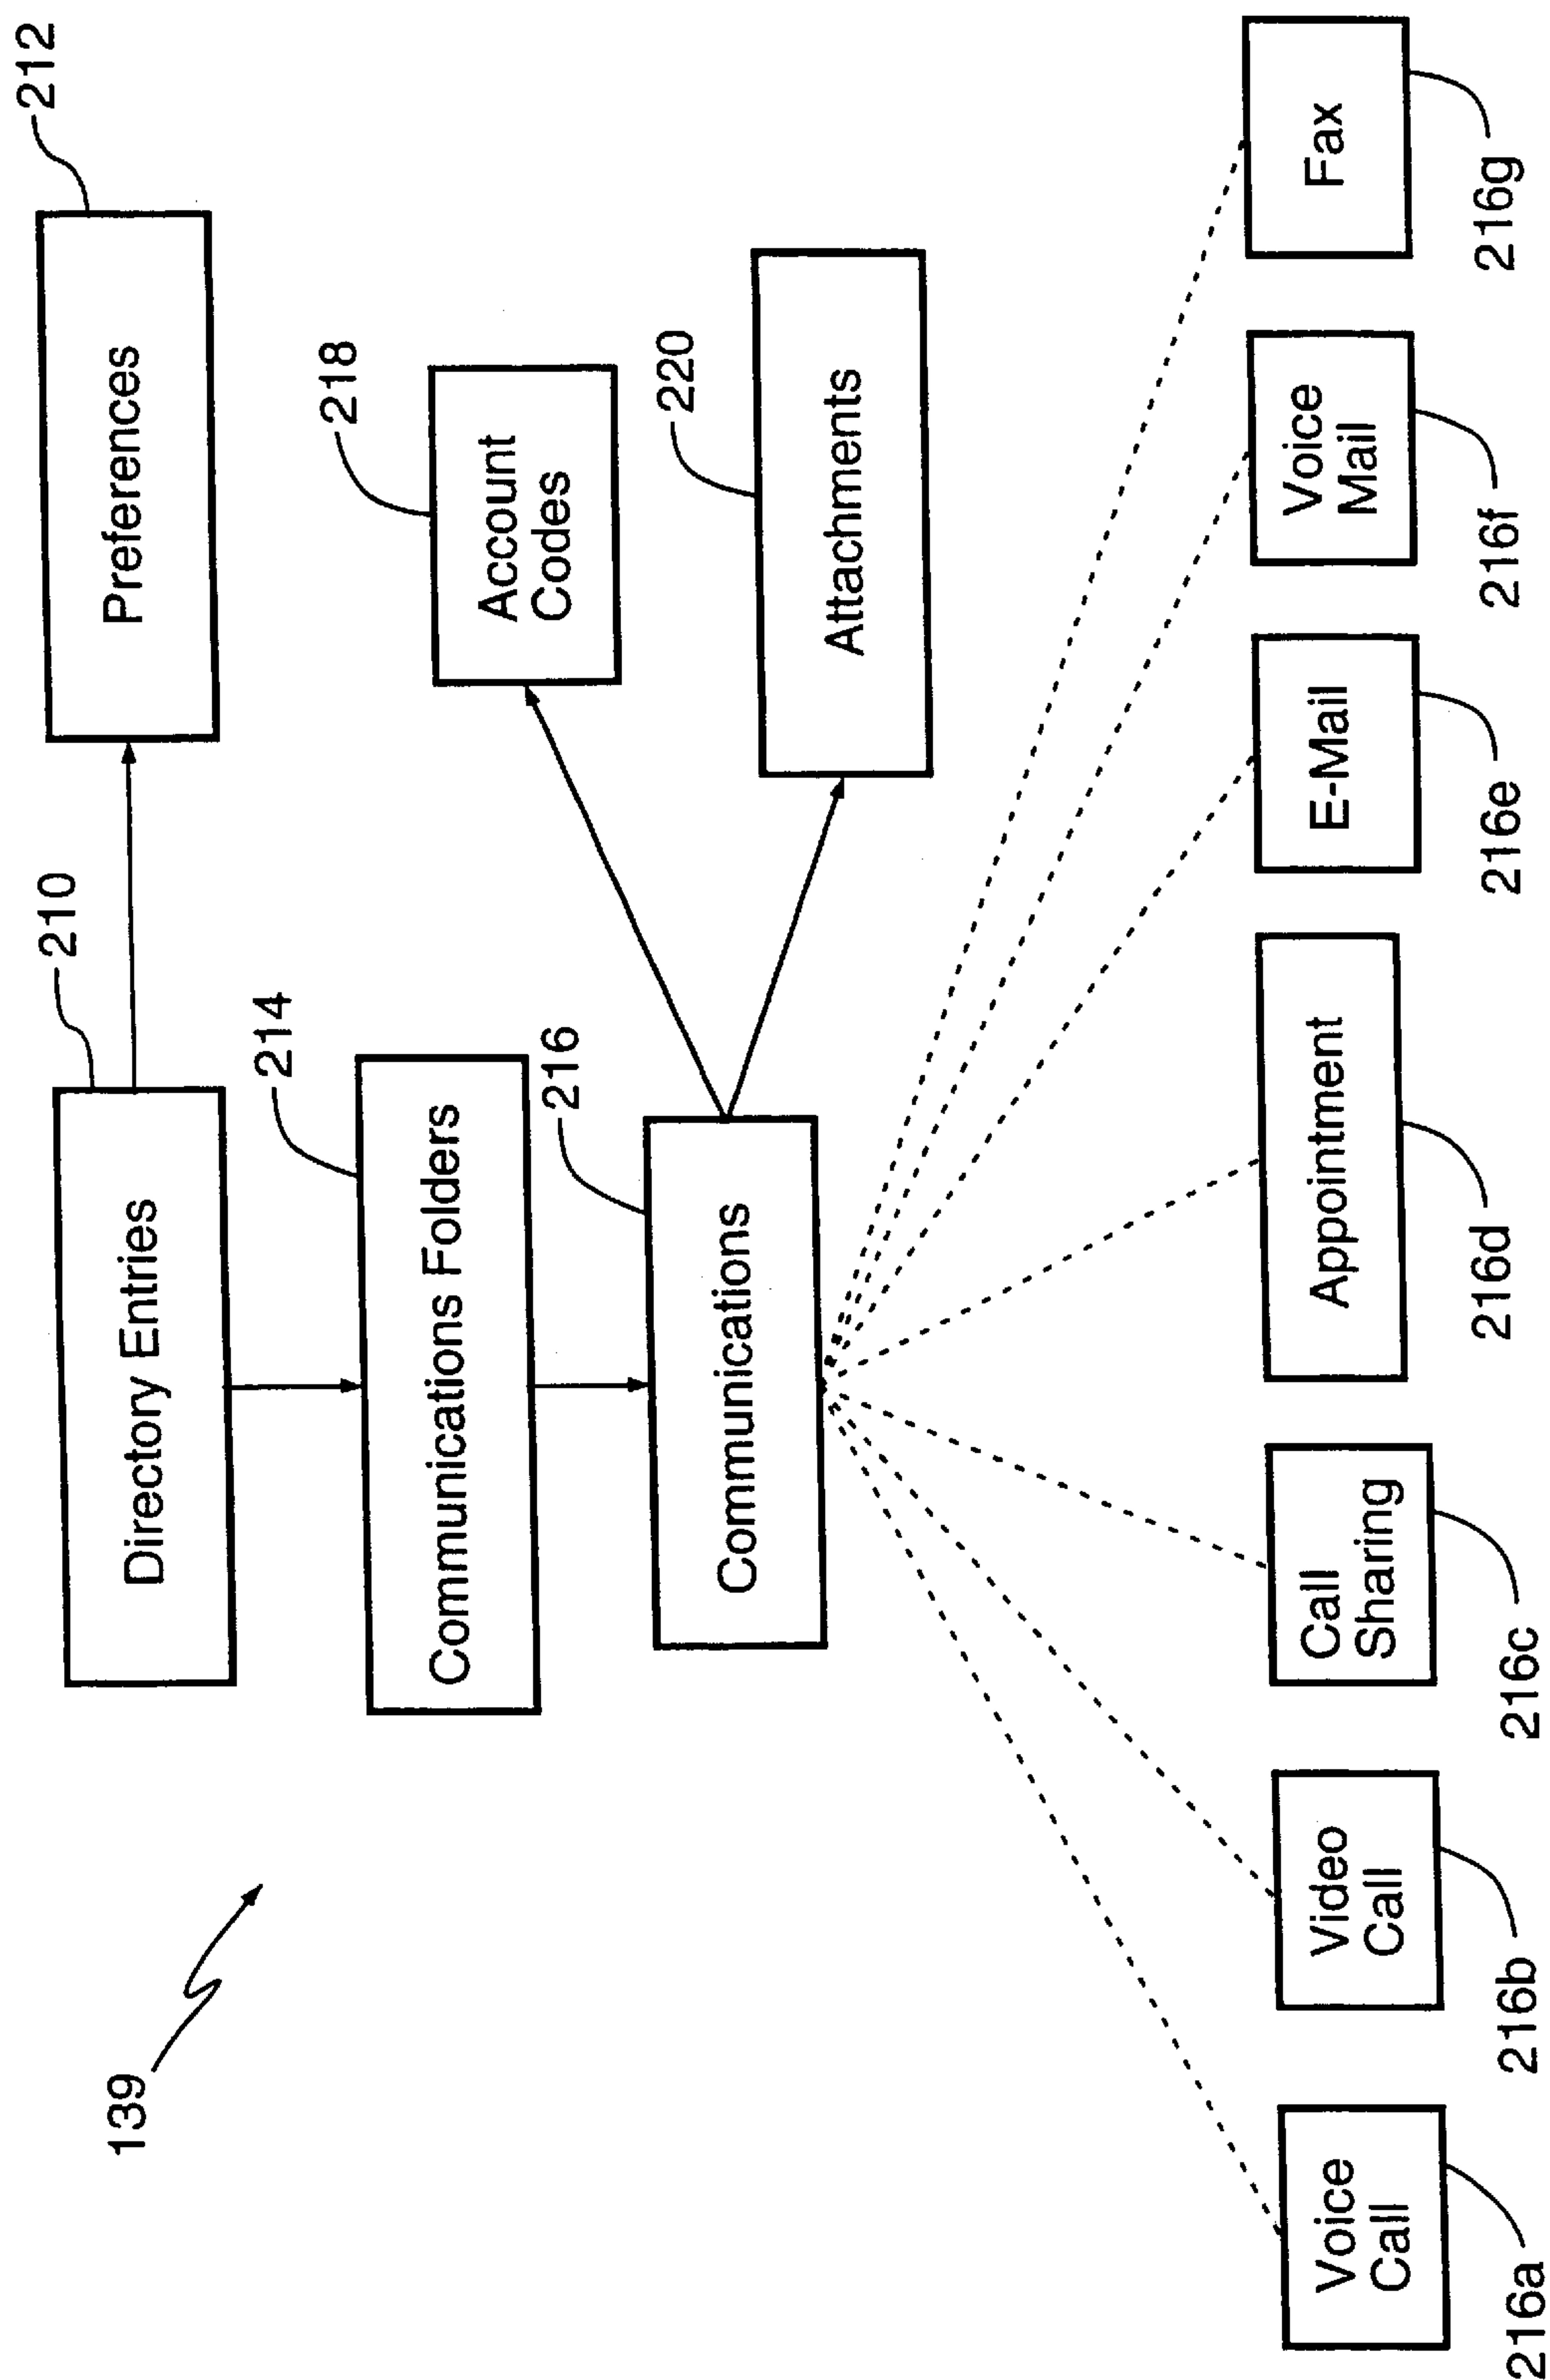 139
210
Directory Entries
212
Preferences
214
Communications Folders
216
Communications
218
Account
Codes
220
Attachments
Voice
Call
216a
Video
Call
216b
Call
Sharing
216c
Appointment
216d
E-Mail
216e
Voice
Mail
216f
Fax
216g